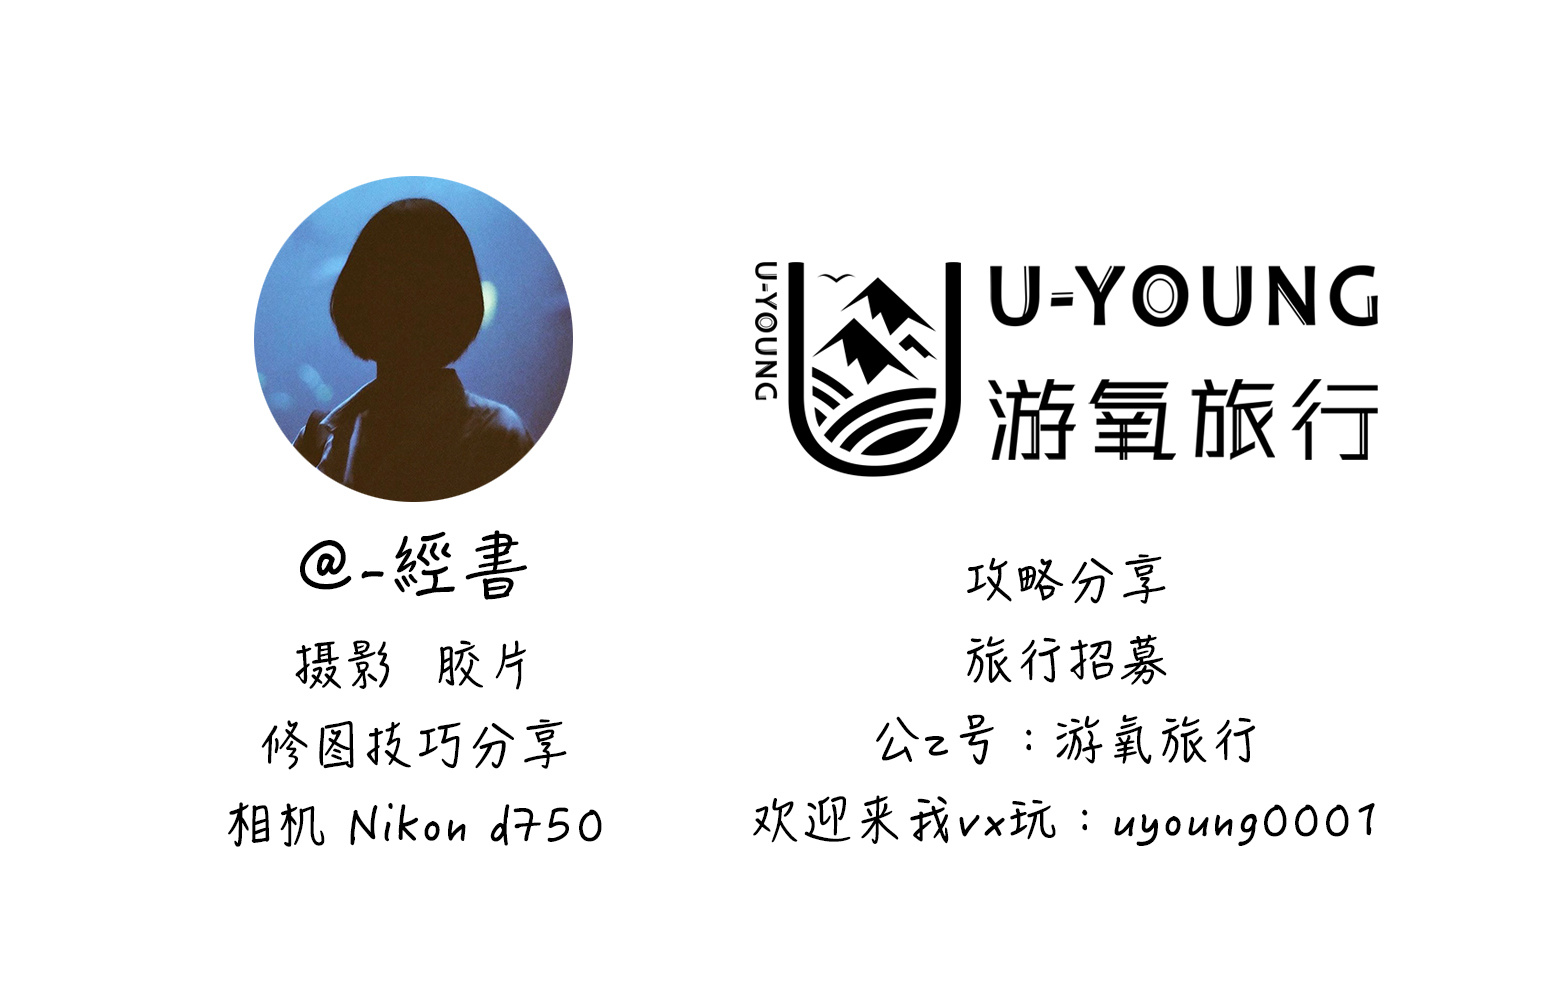 @-經書
摄影 胶片
修图技巧分享
相机 Nikon d750
U-YOUNG
U-YOUNG
游氧旅行
攻略分享
旅行招募
公z号：游氧旅行
欢迎来我vx玩：uyoung0001